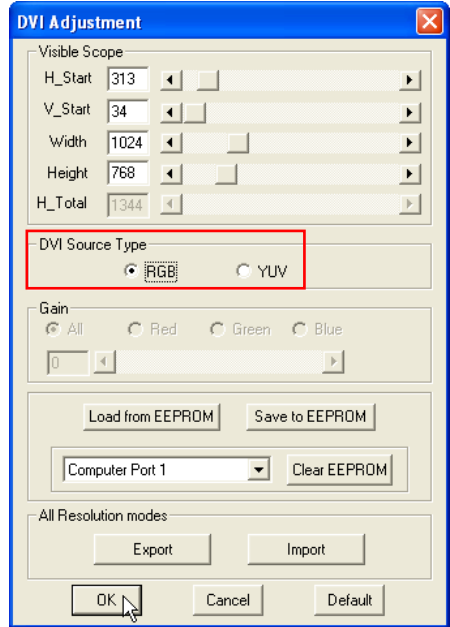 DVI Adjustment
Visible Scope
H_Start 313
V_Start 34
Width 1024
Height 768
H_Total 1344
DVI Source Type
RGB YUV
Gain
All Red Green Blue
0
Load from EEPROM Save to EEPROM
Computer Port 1 Clear EEPROM
All Resolution modes
Export Import
OK Cancel Default